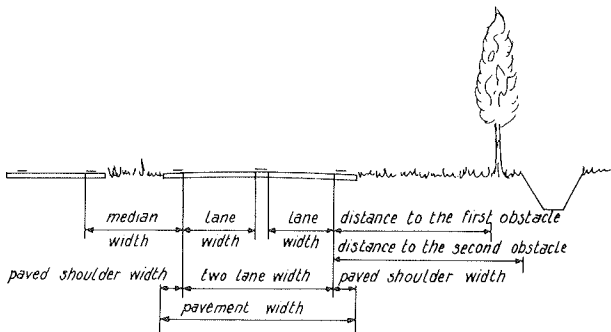 median width
lane width
lane width
distance to the first obstacle
distance to the second obstacle
paved shoulder width
two lane width
paved shoulder width
pavement width